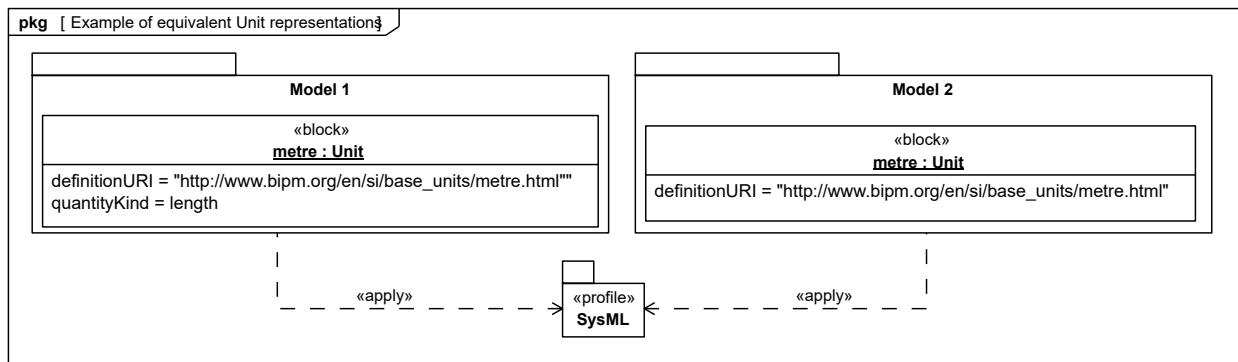 pkg [ Example of equivalent Unit representations]
Model 1
«block»
metre : Unit
definitionURI = "http://www.bipm.org/en/si/base_units/metre.html""
quantityKind = length
Model 2
«block»
metre : Unit
definitionURI = "http://www.bipm.org/en/si/base_units/metre.html"
«apply»
«profile»
SysML
«apply»